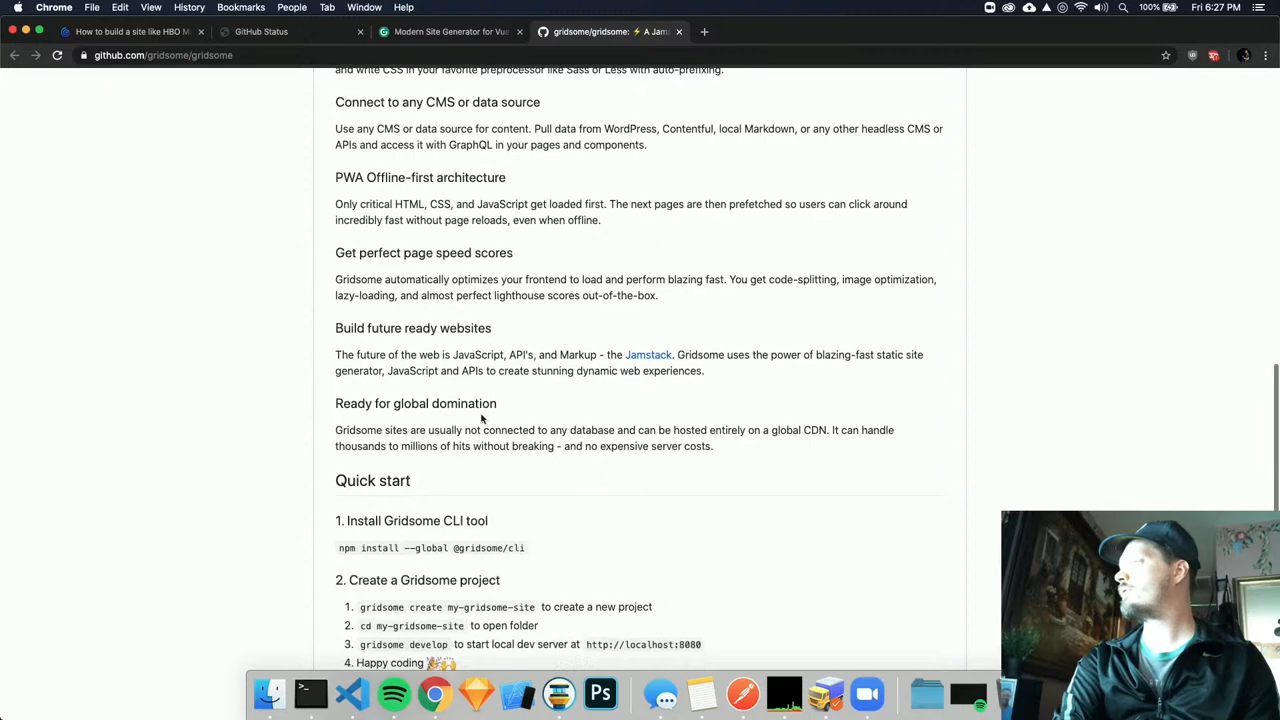 Chrome File Edit View History Bookmarks People Tab Window Help 100% Fri 6:27 PM
How to build a site like HBO M GitHub Status Modern Site Generator for Vue gridsome/gridsome: ⚡ A Jam
github.com/gridsome/gridsome
and write CSS in your favorite preprocessor like Sass or Less with auto-prefixing.
Connect to any CMS or data source
Use any CMS or data source for content. Pull data from WordPress, Contentful, local Markdown, or any other headless CMS or
APIs and access it with GraphQL in your pages and components.
PWA Offline-first architecture
Only critical HTML, CSS, and JavaScript get loaded first. The next pages are then prefetched so users can click around
incredibly fast without page reloads, even when offline.
Get perfect page speed scores
Gridsome automatically optimizes your frontend to load and perform blazing fast. You get code-splitting, image optimization,
lazy-loading, and almost perfect lighthouse scores out-of-the-box.
Build future ready websites
The future of the web is JavaScript, API's, and Markup - the Jamstack. Gridsome uses the power of blazing-fast static site
generator, JavaScript and APIs to create stunning dynamic web experiences.
Ready for global domination
Gridsome sites are usually not connected to any database and can be hosted entirely on a global CDN. It can handle
thousands to millions of hits without breaking - and no expensive server costs.
Quick start
1. Install Gridsome CLI tool
npm install --global @gridsome/cli
2. Create a Gridsome project
1. gridsome create my-gridsome-site to create a new project
2. cd my-gridsome-site to open folder
3. gridsome develop to start local dev server at http://localhost:8080
4. Happy coding 🎉🙌
Ps